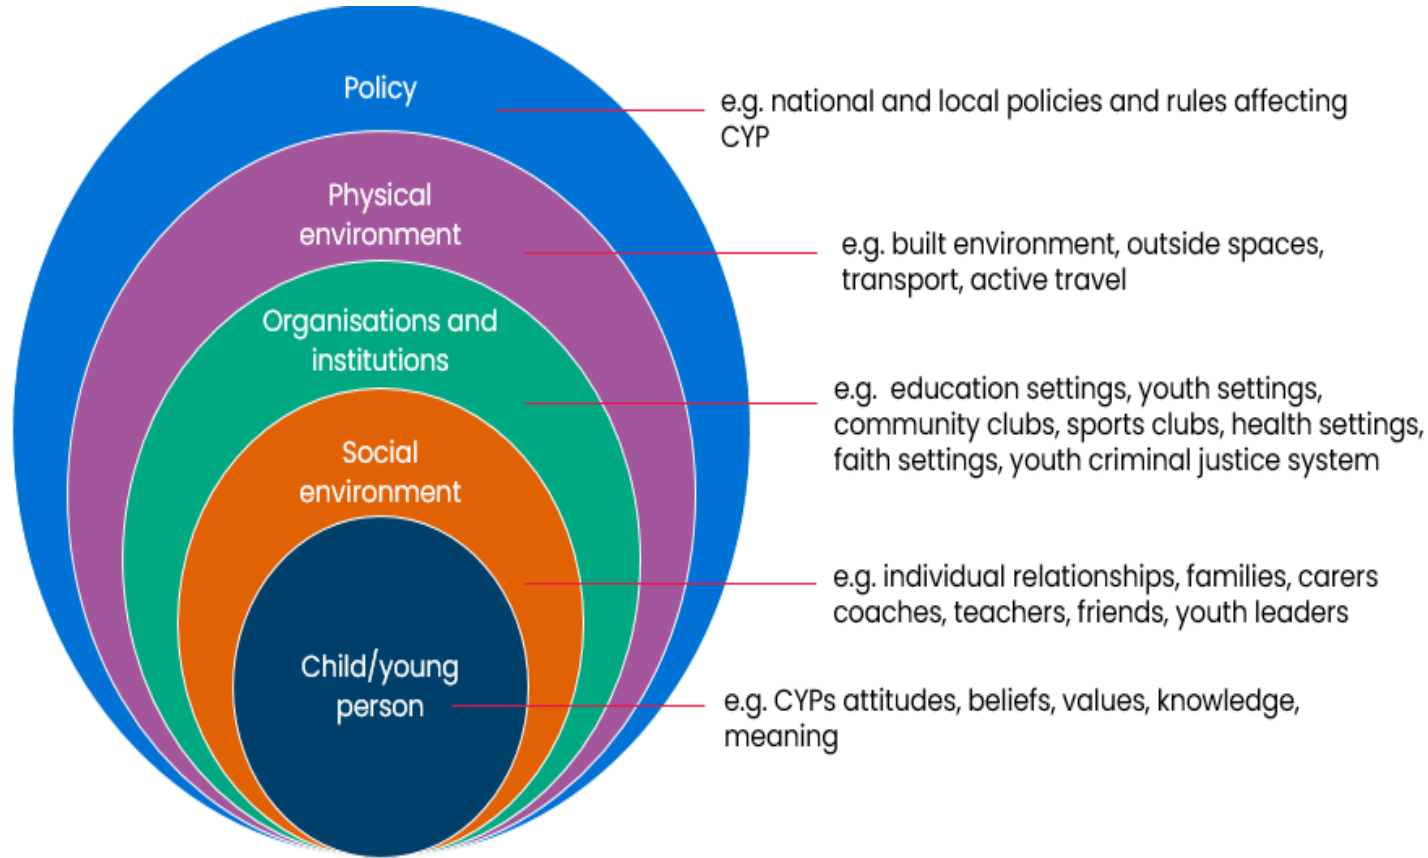 Policy
e.g. national and local policies and rules affecting
CYP
Physical
environment
e.g. built environment, outside spaces,
transport, active travel
Organisations and
institutions
e.g.  education settings, youth settings,
community clubs, sports clubs, health settings,
faith settings, youth criminal justice system
Social
environment
e.g. individual relationships, families, carers
coaches, teachers, friends, youth leaders
Child/young
person
e.g. CYPs attitudes, beliefs, values, knowledge,
meaning